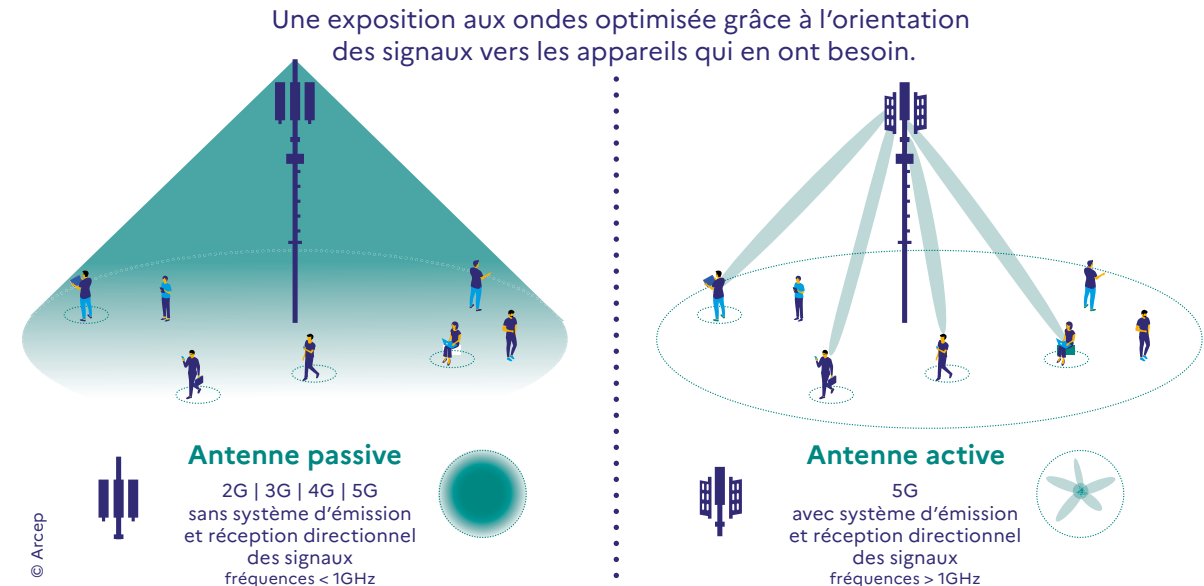 Une exposition aux ondes optimisée grâce à l'orientation
des signaux vers les appareils qui en ont besoin.
Antenne passive
2G | 3G | 4G | 5G
sans système d'émission
et réception directionnel
des signaux
fréquences < 1GHz
Antenne active
5G
avec système d'émission
et réception directionnel
des signaux
fréquences > 1GHz
© Arcep